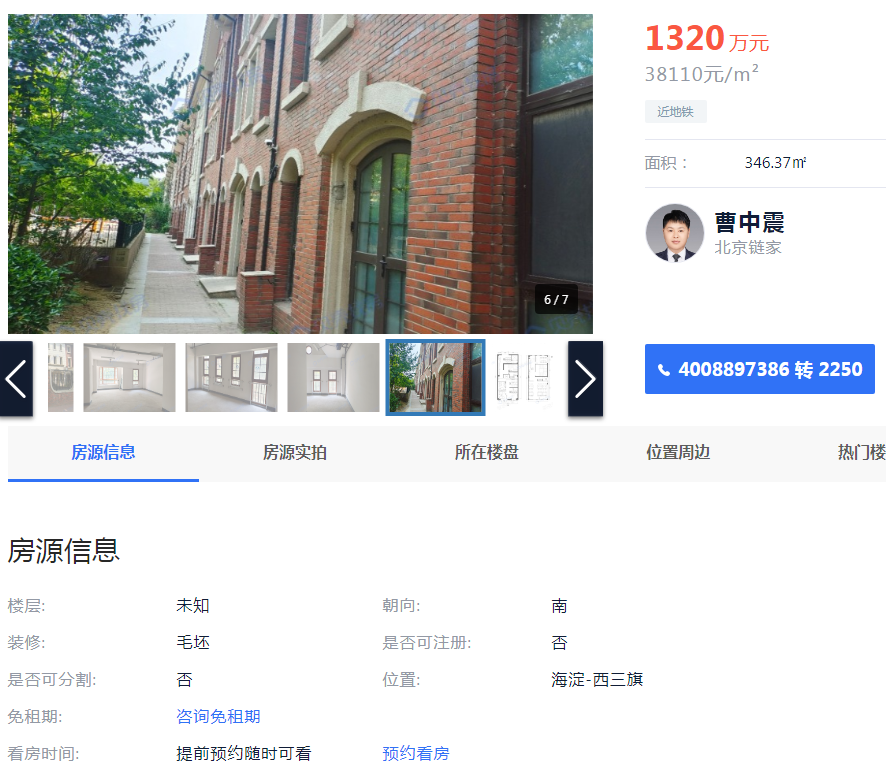 1320 万元
38110元/m²
近地铁
面积： 346.37㎡
曹中震
北京链家
6/7
4008897386 转 2250
房源信息 房源实拍 所在楼盘 位置周边 热门楼
房源信息
楼层: 未知 朝向: 南
装修: 毛坯 是否可注册: 否
是否可分割: 否 位置: 海淀-西三旗
免租期: 咨询免租期
看房时间: 提前预约随时可看 预约看房